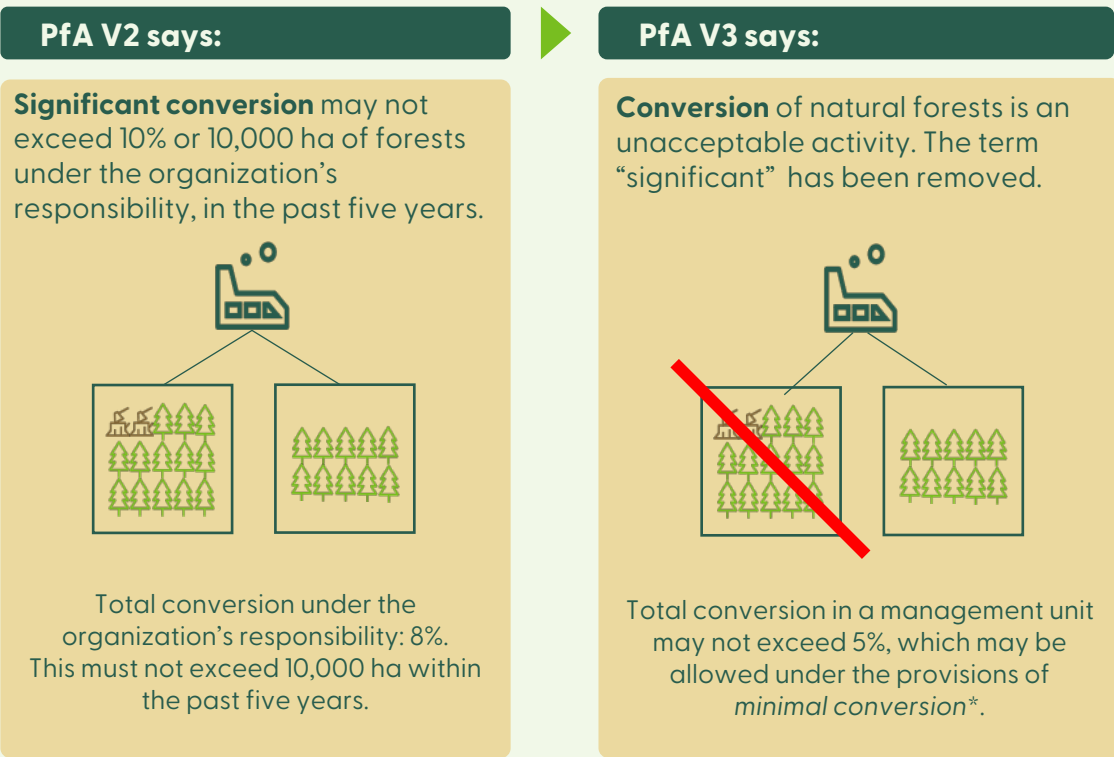 PfA V2 says:
Significant conversion may not
exceed 10% or 10,000 ha of forests
under the organization's
responsibility, in the past five years.
Total conversion under the
organization's responsibility: 8%.
This must not exceed 10,000 ha within
the past five years.
PfA V3 says:
Conversion of natural forests is an
unacceptable activity. The term
“significant” has been removed.
Total conversion in a management unit
may not exceed 5%, which may be
allowed under the provisions of
minimal conversion*.